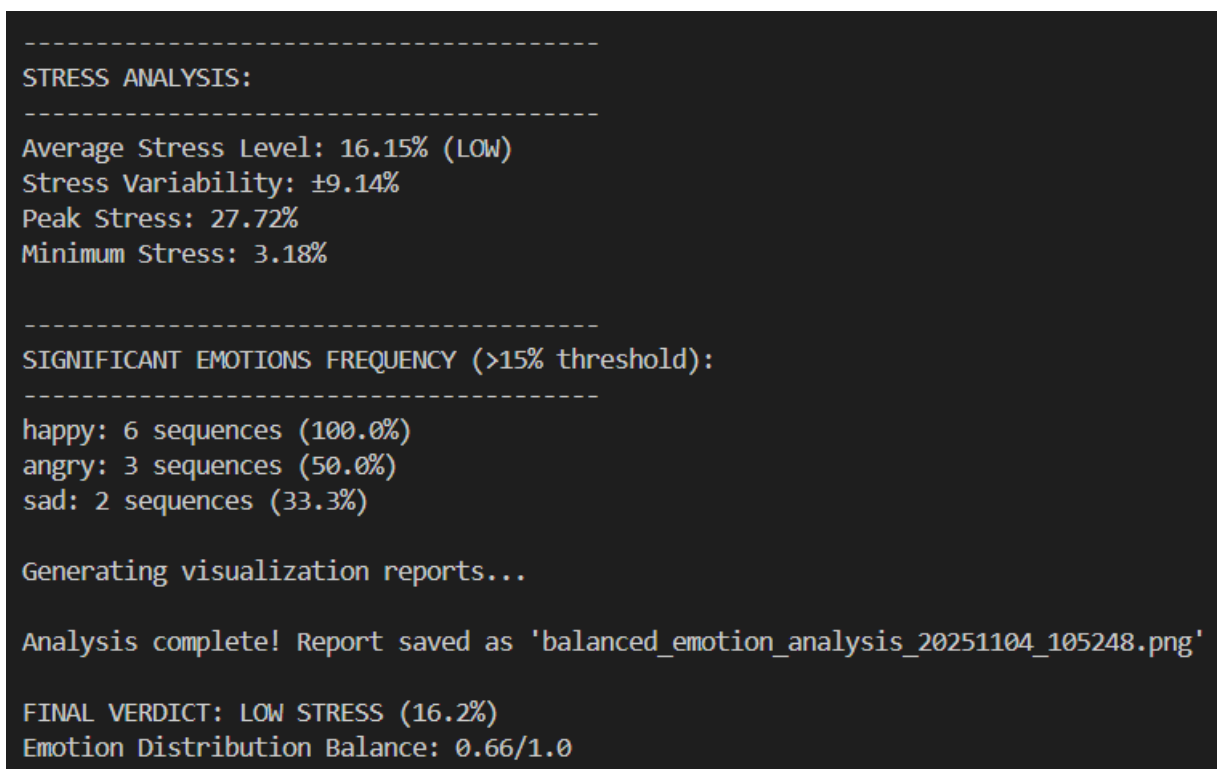 ----------------------------------------
STRESS ANALYSIS:
----------------------------------------
Average Stress Level: 16.15% (LOW)
Stress Variability: ±9.14%
Peak Stress: 27.72%
Minimum Stress: 3.18%
----------------------------------------
SIGNIFICANT EMOTIONS FREQUENCY (>15% threshold):
----------------------------------------
happy: 6 sequences (100.0%)
angry: 3 sequences (50.0%)
sad: 2 sequences (33.3%)
Generating visualization reports...
Analysis complete! Report saved as 'balanced_emotion_analysis_20251104_105248.png'
FINAL VERDICT: LOW STRESS (16.2%)
Emotion Distribution Balance: 0.66/1.0